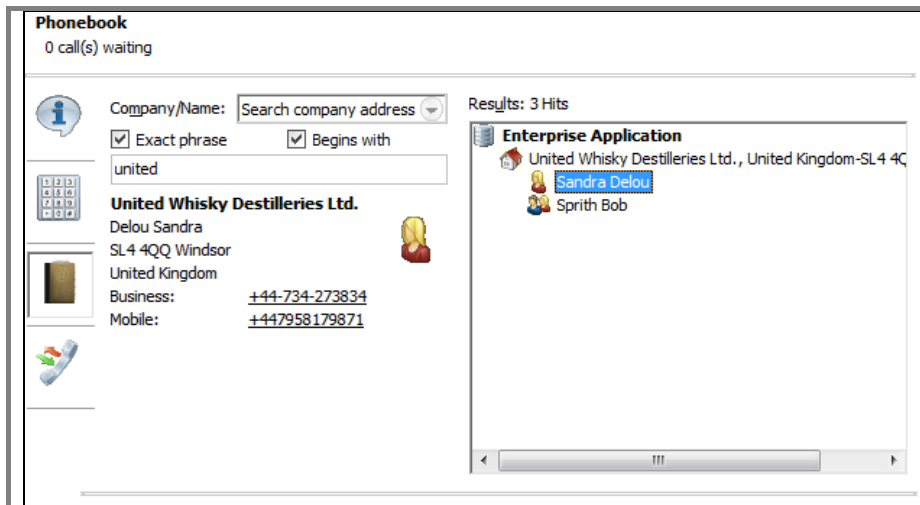 Phonebook
0 call(s) waiting
Company/Name: Search company address
Exact phrase Begins with
united
United Whisky Destilleries Ltd.
Delou Sandra
SL4 4QQ Windsor
United Kingdom
Business: +44-734-273834
Mobile: +447958179871
Results: 3 Hits
Enterprise Application
United Whisky Destilleries Ltd., United Kingdom-SL4 4Q
Sandra Delou
Sprith Bob